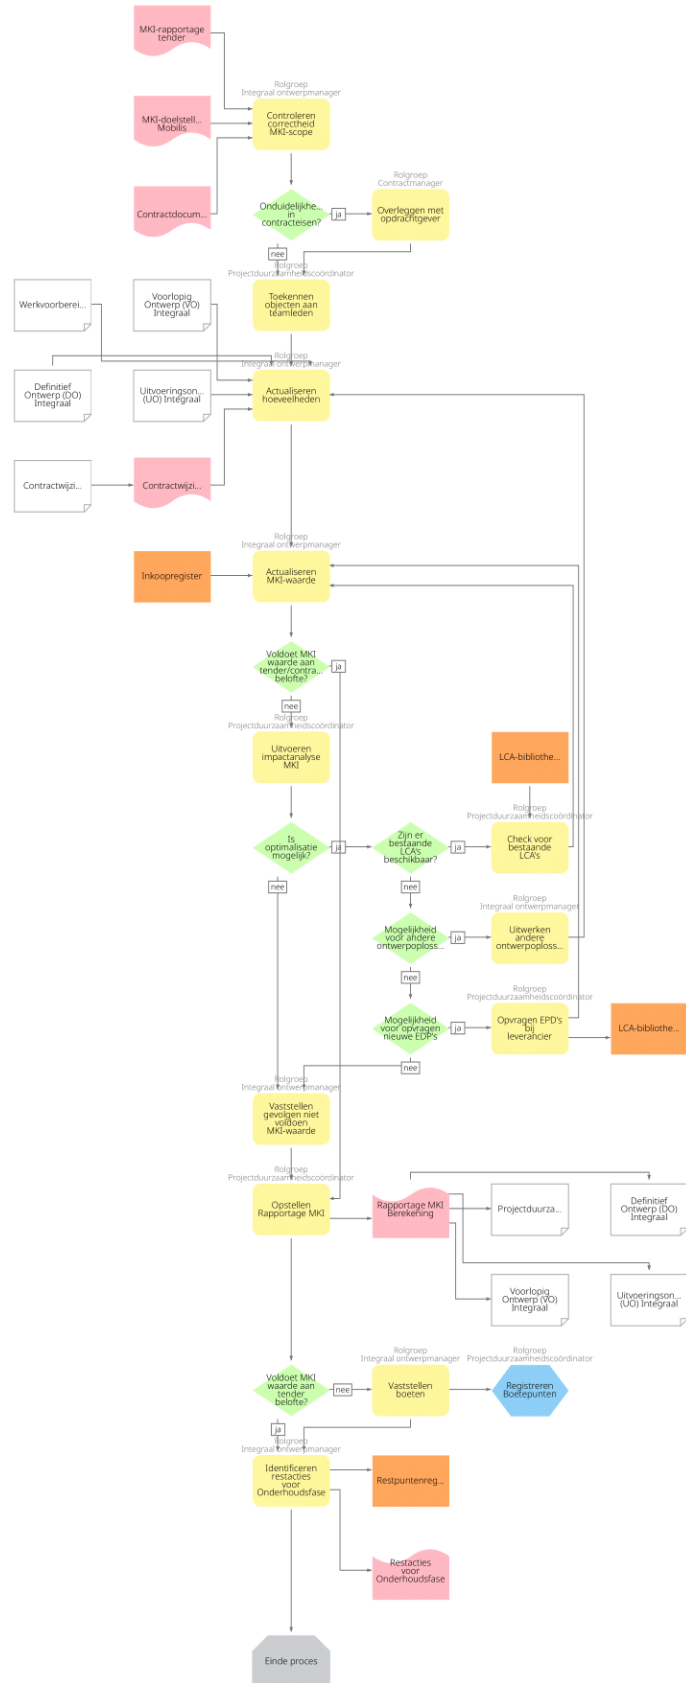 MKI-rapportage
tender
Rolgroep
Integraal ontwerpmanager
MKI-doelstell...
Mobilis
Controleren
correctheid
MKI-scope
Rolgroep
Contractmanager
Contractdocum...
Onduidelijkhe...
in
contracteisen?
ja
Overleggen met
opdrachtgever
nee
Rolgroep
Projectduurzaamheidscoördinator
Werkvoorberei...
Voorlopig
Ontwerp (VO)
Integraal
Toekennen
objecten aan
teamleden
Rolgroep
Integraal ontwerpmanager
Definitief
Ontwerp (DO)
Integraal
Uitvoeringson...
(UO) Integraal
Actualiseren
hoeveelheden
Contractwijzi...
Contractwijzi...
Rolgroep
Integraal ontwerpmanager
Inkoopregister
Actualiseren
MKI-waarde
Voldoet MKI
waarde aan
tender/contra...
belofte?
ja
nee
Rolgroep
Projectduurzaamheidscoördinator
Uitvoeren
impactanalyse
MKI
LCA-bibliothe...
Rolgroep
Projectduurzaamheidscoördinator
Is
optimalisatie
mogelijk?
ja
Zijn er
bestaande
LCA's
beschikbaar?
ja
Check voor
bestaande
LCA's
nee
nee
Rolgroep
Integraal ontwerpmanager
Mogelijkheid
voor andere
ontwerpoploss...
ja
Uitwerken
andere
ontwerpoploss...
nee
Rolgroep
Projectduurzaamheidscoördinator
Mogelijkheid
voor opvragen
nieuwe EDP's
ja
Opvragen EPD's
bij
leverancier
LCA-bibliothe...
nee
Rolgroep
Integraal ontwerpmanager
Vaststellen
gevolgen niet
voldoen
MKI-waarde
Rolgroep
Projectduurzaamheidscoördinator
Opstellen
Rapportage MKI
Rapportage MKI
Berekening
Projectduurza...
Definitief
Ontwerp (DO)
Integraal
Voorlopig
Ontwerp (VO)
Integraal
Uitvoeringson...
(UO) Integraal
Rolgroep
Integraal ontwerpmanager
Rolgroep
Projectduurzaamheidscoördinator
Voldoet MKI
waarde aan
tender
belofte?
nee
Vaststellen
boeten
Registreren
Boetepunten
ja
Rolgroep
Integraal ontwerpmanager
Identificeren
restacties
voor
Onderhoudsfase
Restpuntenreg...
Restacties
voor
Onderhoudsfase
Einde proces